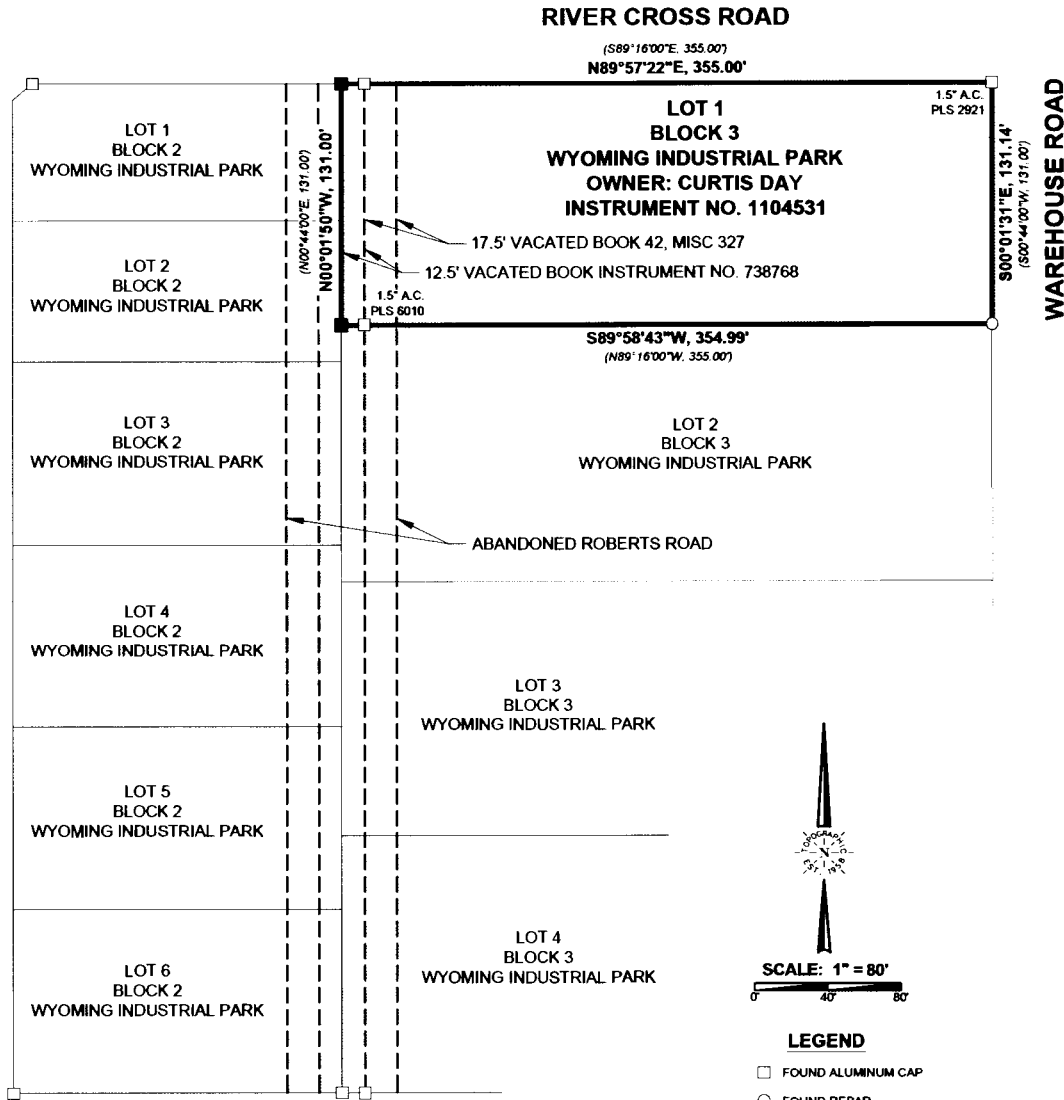 RIVER CROSS ROAD
(S89°16'00"E, 355.00')
N89°57'22"E, 355.00'
WAREHOUSE ROAD
1.5" A.C.
PLS 2921
LOT 1
BLOCK 3
WYOMING INDUSTRIAL PARK
OWNER: CURTIS DAY
INSTRUMENT NO. 1104531
LOT 1
BLOCK 2
WYOMING INDUSTRIAL PARK
(N00°44'00"E, 131.00')
N00°01'50"W, 131.00'
S00°01'31"E, 131.14'
(S00°44'00"W, 131.00')
17.5' VACATED BOOK 42, MISC 327
12.5' VACATED BOOK INSTRUMENT NO. 738768
LOT 2
BLOCK 2
WYOMING INDUSTRIAL PARK
1.5" A.C.
PLS 6010
S89°58'43"W, 354.99'
(N89°16'00"W, 355.00')
LOT 3
BLOCK 2
WYOMING INDUSTRIAL PARK
LOT 2
BLOCK 3
WYOMING INDUSTRIAL PARK
ABANDONED ROBERTS ROAD
LOT 4
BLOCK 2
WYOMING INDUSTRIAL PARK
LOT 3
BLOCK 3
WYOMING INDUSTRIAL PARK
LOT 5
BLOCK 2
WYOMING INDUSTRIAL PARK
TOPOGRAPHIC
N
EST. 1958
LOT 4
BLOCK 3
WYOMING INDUSTRIAL PARK
LOT 6
BLOCK 2
WYOMING INDUSTRIAL PARK
SCALE: 1" = 80'
0' 40' 80'
LEGEND
FOUND ALUMINUM CAP
FOUND REBAR